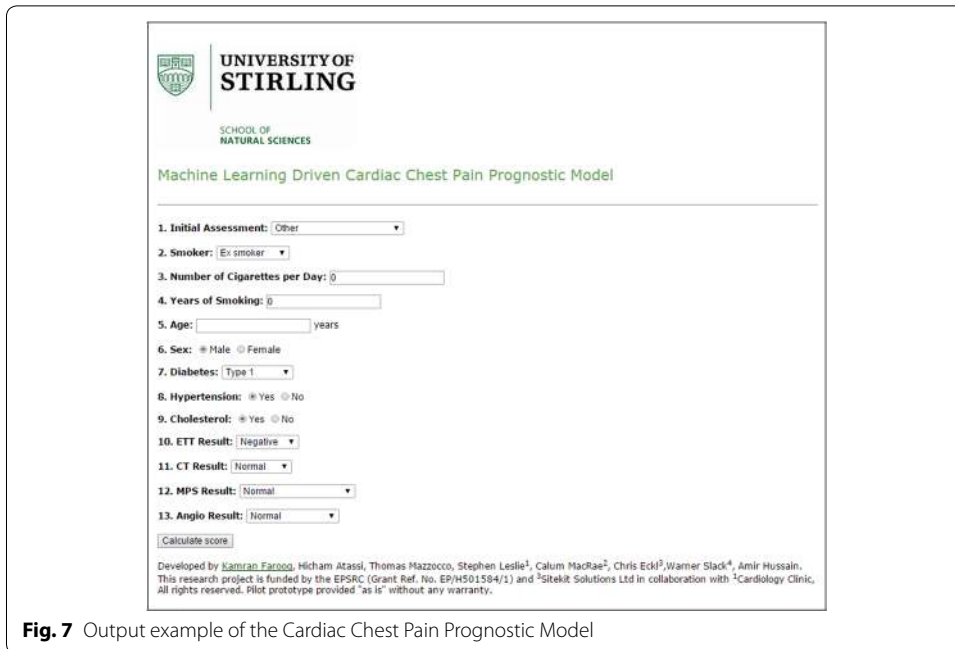 UNIVERSITY OF
STIRLING
SCHOOL OF
NATURAL SCIENCES
Machine Learning Driven Cardiac Chest Pain Prognostic Model
1. Initial Assessment: Other
2. Smoker: Ex smoker
3. Number of Cigarettes per Day: 0
4. Years of Smoking: 0
5. Age: years
6. Sex: Male Female
7. Diabetes: Type 1
8. Hypertension: Yes No
9. Cholesterol: Yes No
10. ETT Result: Negative
11. CT Result: Normal
12. MPS Result: Normal
13. Angio Result: Normal
Calculate score
Developed by Kamran Farooq, Hicham Atassi, Thomas Mazzocco, Stephen Leslie¹, Calum MacRae², Chris Eckl³,Warner Slack⁴, Amir Hussain.
This research project is funded by the EPSRC (Grant Ref. No. EP/H501584/1) and ³Sitekit Solutions Ltd in collaboration with ¹Cardiology Clinic,
All rights reserved. Pilot prototype provided "as is" without any warranty.
Fig. 7 Output example of the Cardiac Chest Pain Prognostic Model